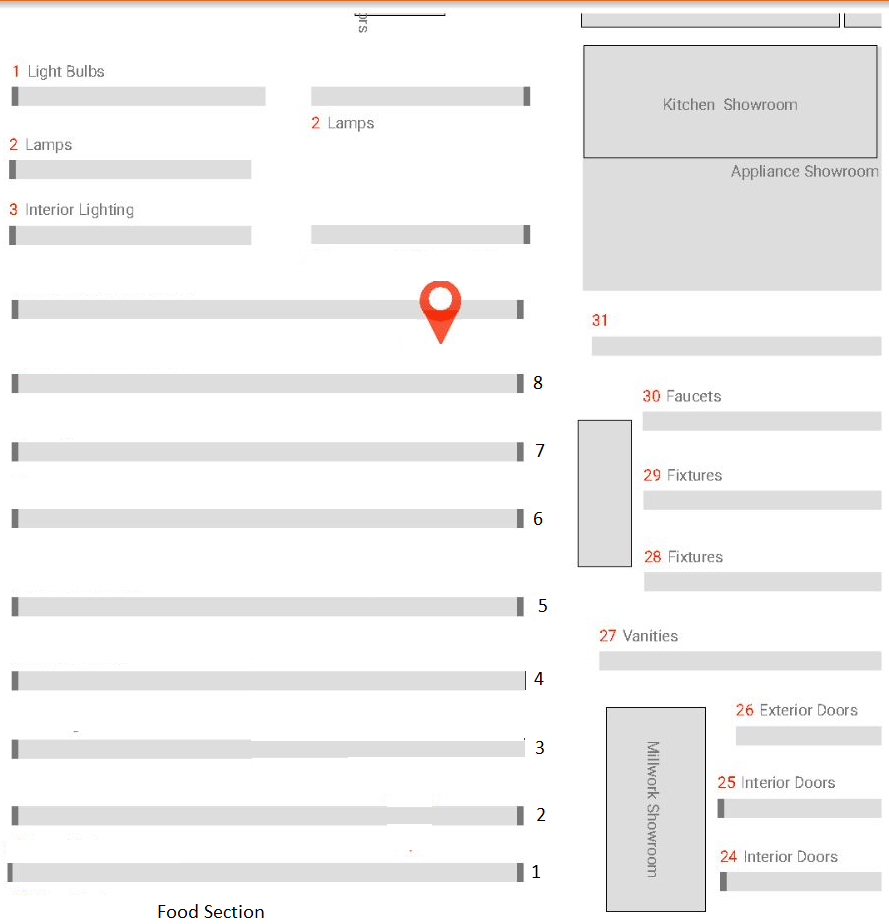 rs
1 Light Bulbs
2 Lamps
Kitchen Showroom
2 Lamps
Appliance Showroom
3 Interior Lighting
31
8
30 Faucets
7
29 Fixtures
6
28 Fixtures
5
27 Vanities
4
26 Exterior Doors
3
Millwork Showroom
25 Interior Doors
2
24 Interior Doors
1
Food Section